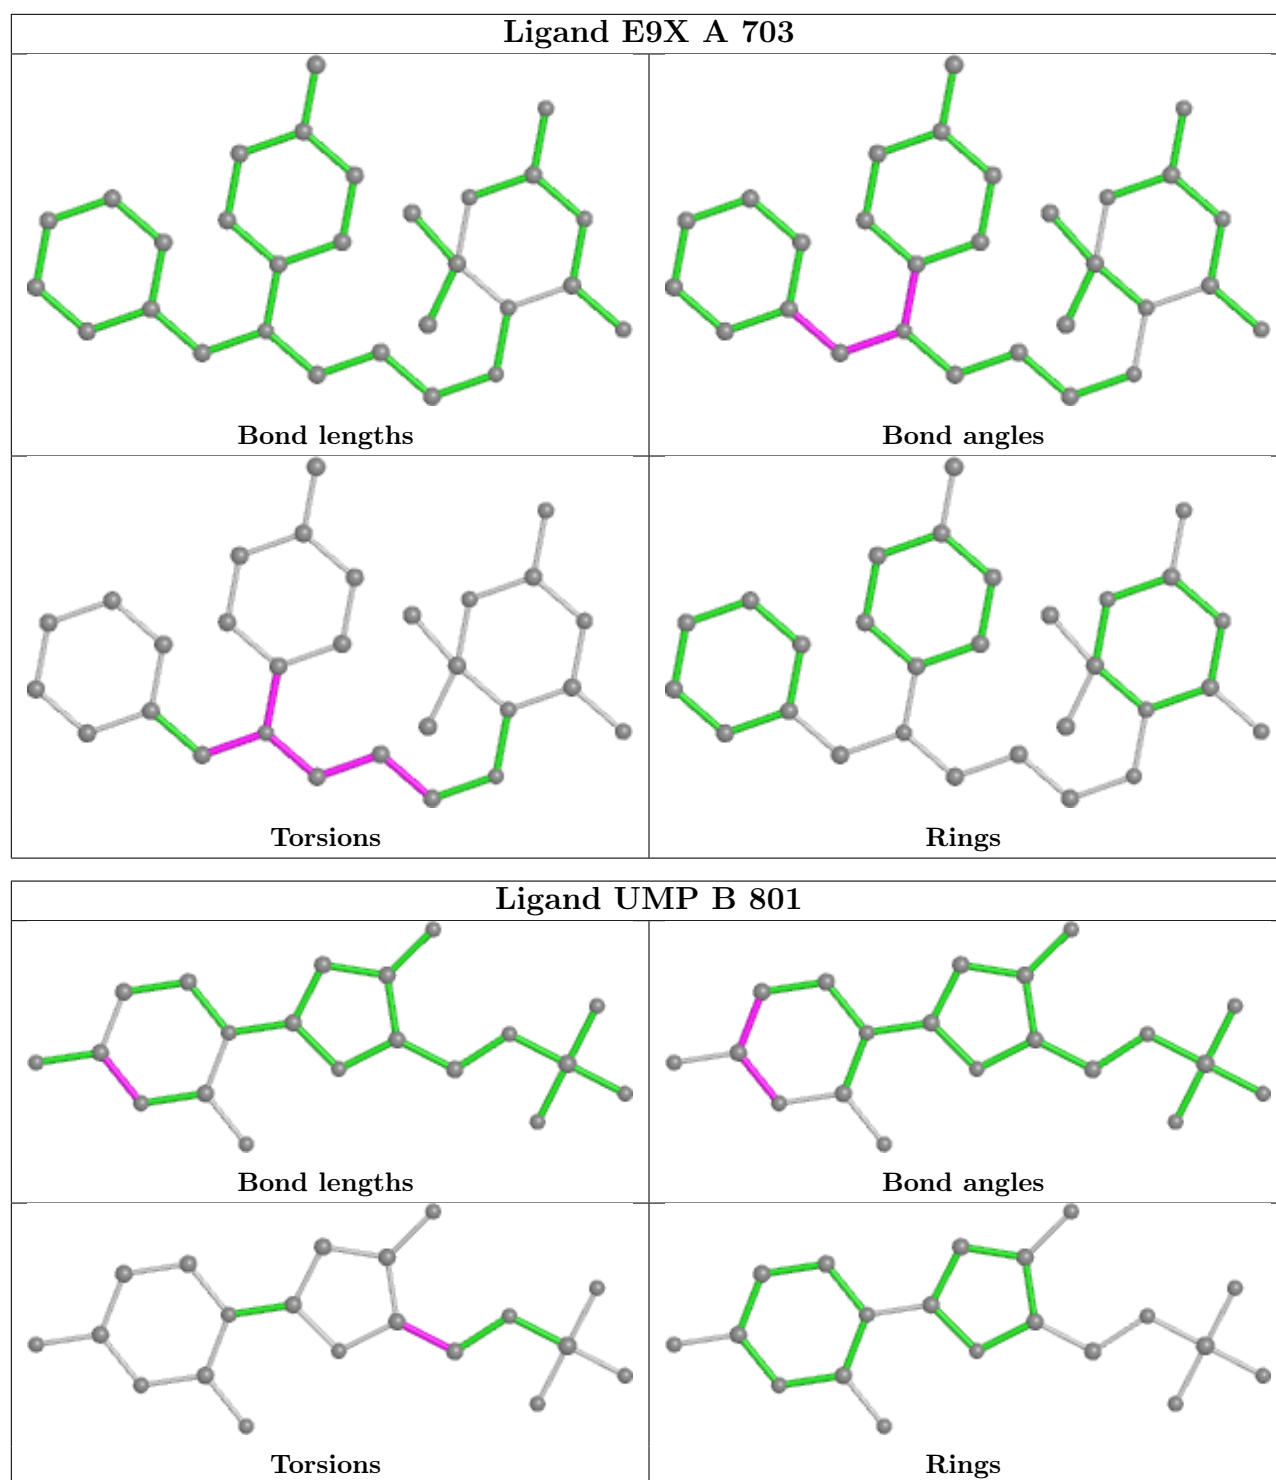 Ligand E9X A 703
Bond lengths
Bond angles
Torsions
Rings
Ligand UMP B 801
Bond lengths
Bond angles
Torsions
Rings